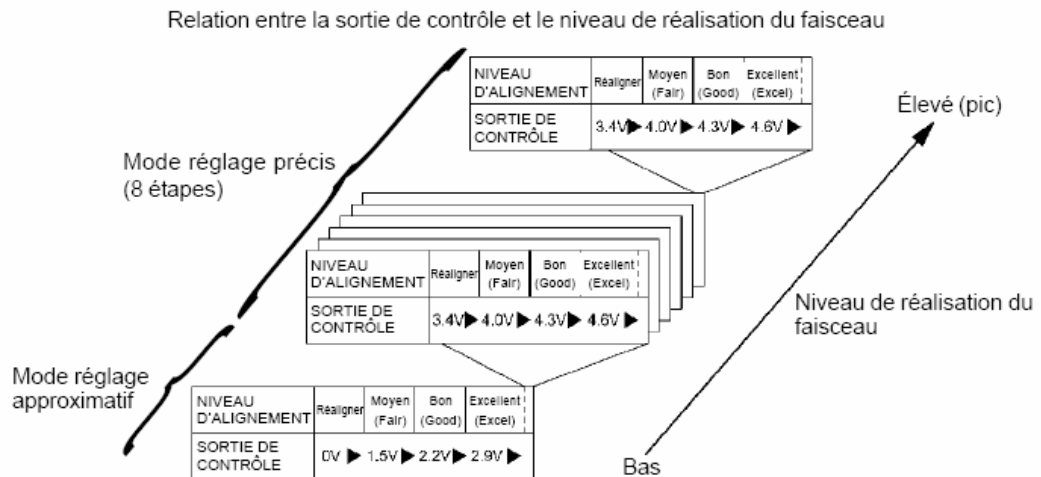 Relation entre la sortie de contrôle et le niveau de réalisation du faisceau
NIVEAU D'ALIGNEMENT Réaligner Moyen (Fair) Bon (Good) Excellent (Excel)
SORTIE DE CONTRÔLE 3.4V ▶ 4.0V ▶ 4.3V ▶ 4.6V ▶
Élevé (pic)
Mode réglage précis
(8 étapes)
NIVEAU D'ALIGNEMENT Réaligner Moyen (Fair) Bon (Good) Excellent (Excel)
SORTIE DE CONTRÔLE 3.4V ▶ 4.0V ▶ 4.3V ▶ 4.6V ▶
Niveau de réalisation du
faisceau
Mode réglage
approximatif
NIVEAU D'ALIGNEMENT Réaligner Moyen (Fair) Bon (Good) Excellent (Excel)
SORTIE DE CONTRÔLE 0V ▶ 1.5V ▶ 2.2V ▶ 2.9V ▶
Bas